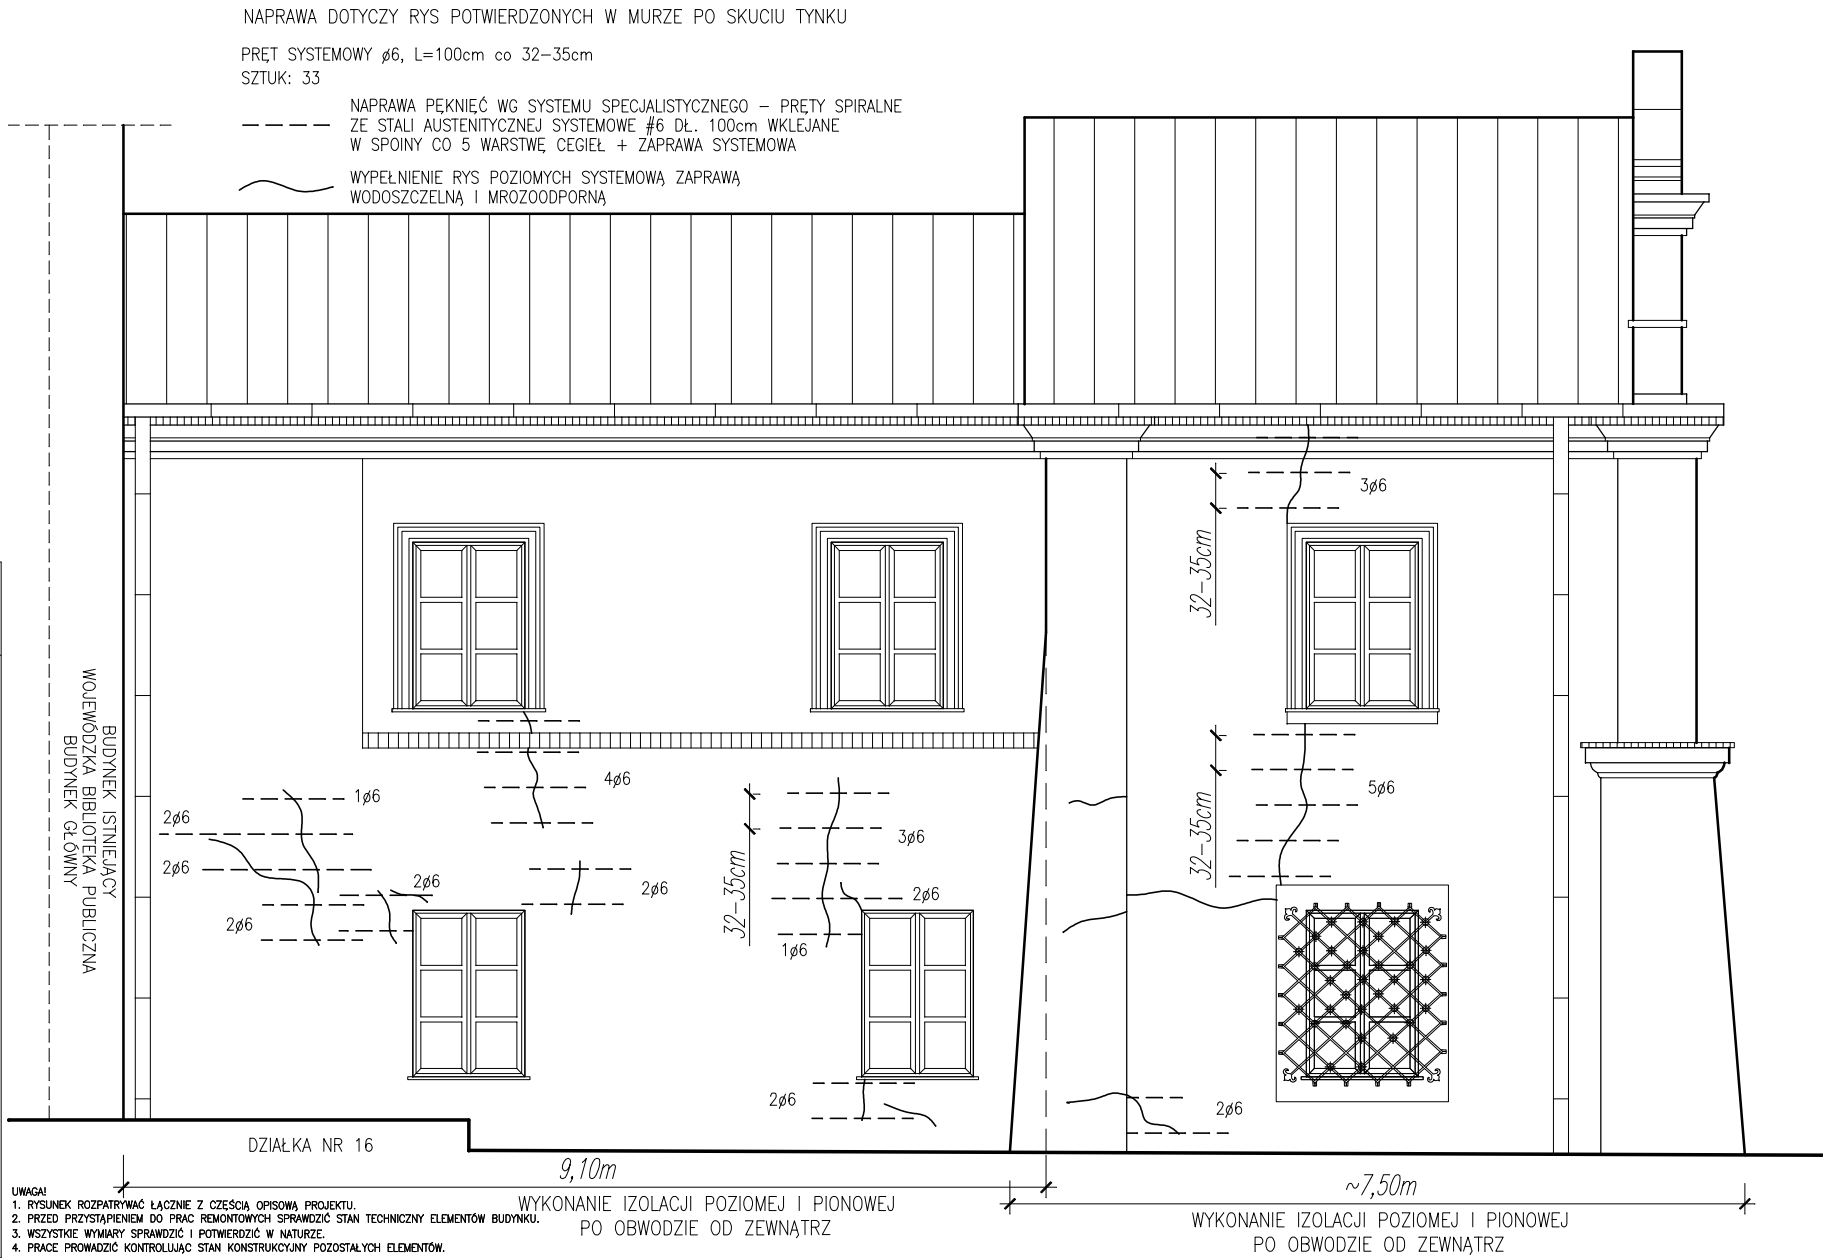 NAPRAWA DOTYCZY RYS POTWIERDZONYCH W MURZE PO SKUCIU TYNKU
PRĘT SYSTEMOWY ø6, L=100cm co 32-35cm
SZTUK: 33
NAPRAWA PĘKNIĘĆ WG SYSTEMU SPECJALISTYCZNEGO – PRĘTY SPIRALNE
ZE STALI AUSTENITYCZNEJ SYSTEMOWE #6 DŁ. 100cm WKLEJANE
W SPOINY CO 5 WARSTWĘ CEGIEŁ + ZAPRAWA SYSTEMOWA
WYPEŁNIENIE RYS POZIOMYCH SYSTEMOWĄ ZAPRAWĄ
WODOSZCZELNĄ I MROZOODPORNĄ
3ø6
32-35cm
BUDYNEK ISTNIEJĄCY
WOJEWÓDZKA BIBLIOTEKA PUBLICZNA
BUDYNEK GŁÓWNY
4ø6
1ø6
2ø6
2ø6
2ø6
2ø6
2ø6
32-35cm
3ø6
2ø6
1ø6
32-35cm
5ø6
2ø6
2ø6
DZIAŁKA NR 16
9,10m
~7,50m
WYKONANIE IZOLACJI POZIOMEJ I PIONOWEJ
PO OBWODZIE OD ZEWNĄTRZ
WYKONANIE IZOLACJI POZIOMEJ I PIONOWEJ
PO OBWODZIE OD ZEWNĄTRZ
UWAGA!
1. RYSUNEK ROZPATRYWAĆ ŁĄCZNIE Z CZĘŚCIĄ OPISOWĄ PROJEKTU.
2. PRZED PRZYSTĄPIENIEM DO PRAC REMONTOWYCH SPRAWDZIĆ STAN TECHNICZNY ELEMENTÓW BUDYNKU.
3. WSZYSTKIE WYMIARY SPRAWDZIĆ I POTWIERDZIĆ W NATURZE.
4. PRACE PROWADZIĆ KONTROLUJĄC STAN KONSTRUKCYJNY POZOSTAŁYCH ELEMENTÓW.